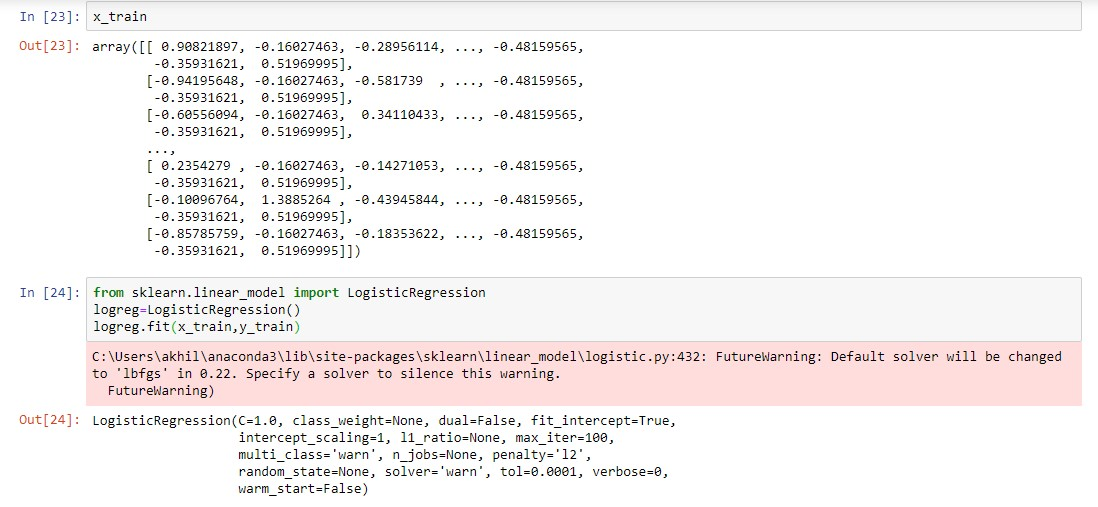 In [23]: x_train
Out[23]: array([[ 0.90821897, -0.16027463, -0.28956114, ..., -0.48159565,
-0.35931621, 0.51969995],
[-0.94195648, -0.16027463, -0.581739 , ..., -0.48159565,
-0.35931621, 0.51969995],
[-0.60556094, -0.16027463, 0.34110433, ..., -0.48159565,
-0.35931621, 0.51969995],
...,
[ 0.2354279 , -0.16027463, -0.14271053, ..., -0.48159565,
-0.35931621, 0.51969995],
[-0.10096764, 1.3885264 , -0.43945844, ..., -0.48159565,
-0.35931621, 0.51969995],
[-0.85785759, -0.16027463, -0.18353622, ..., -0.48159565,
-0.35931621, 0.51969995]])
In [24]: from sklearn.linear_model import LogisticRegression
logreg=LogisticRegression()
logreg.fit(x_train,y_train)
C:\Users\akhil\anaconda3\lib\site-packages\sklearn\linear_model\logistic.py:432: FutureWarning: Default solver will be changed
to 'lbfgs' in 0.22. Specify a solver to silence this warning.
FutureWarning)
Out[24]: LogisticRegression(C=1.0, class_weight=None, dual=False, fit_intercept=True,
intercept_scaling=1, l1_ratio=None, max_iter=100,
multi_class='warn', n_jobs=None, penalty='l2',
random_state=None, solver='warn', tol=0.0001, verbose=0,
warm_start=False)